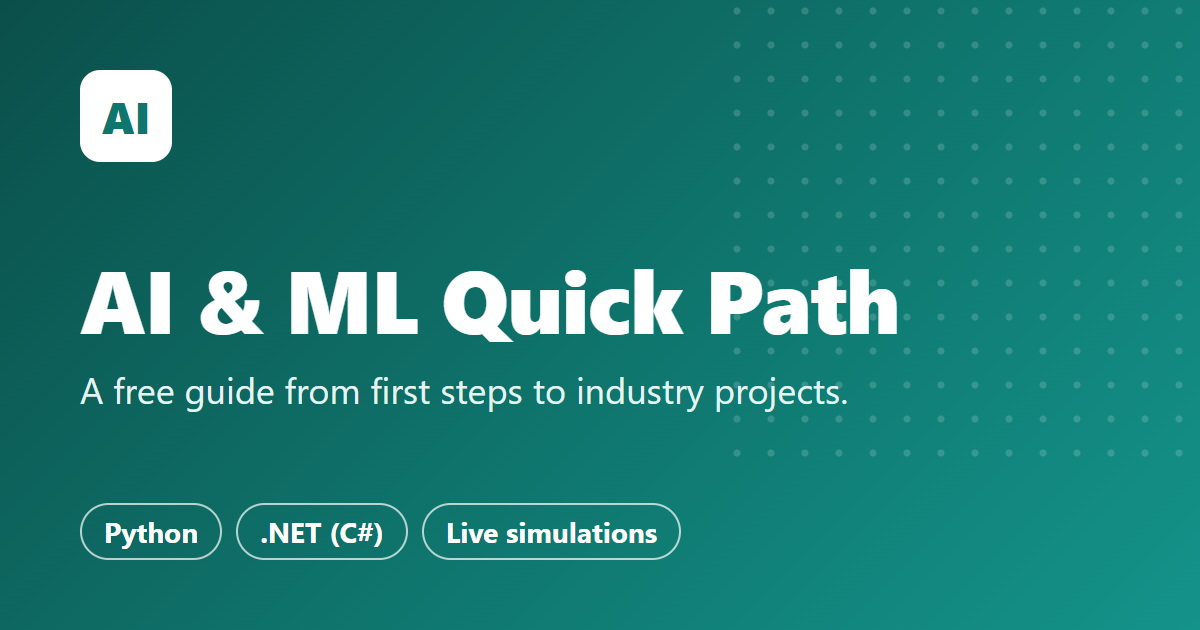 AI
AI & ML Quick Path
A free guide from first steps to industry projects.
Python
.NET (C#)
Live simulations